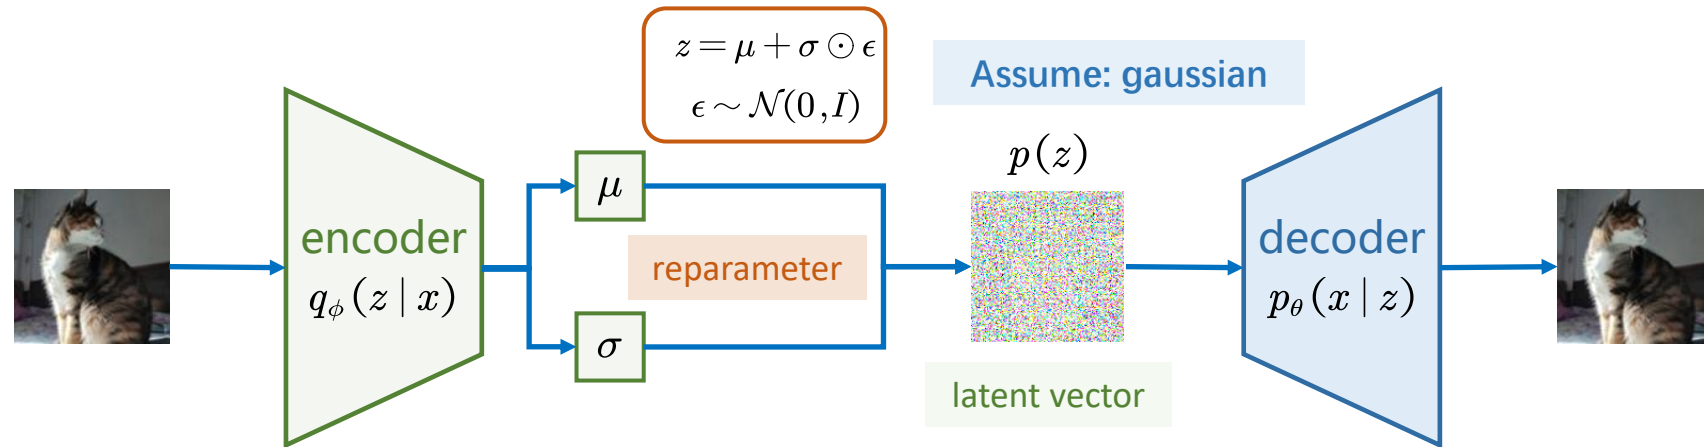 z = μ + σ ⊙ ϵ
ϵ ∼ 𝒩(0, I)
Assume: gaussian
encoder
q_ϕ(z | x)
μ
σ
reparameter
p(z)
latent vector
decoder
p_θ(x | z)